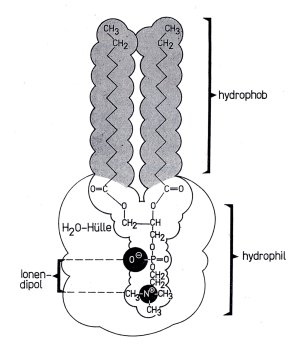 CH₃ CH₃
CH₂ CH₂
hydrophob
O=C C=O
O O
CH₂ CH
H₂O-Hülle
CH₂
O
hydrophil
O⊖ P=O
O
Ionen-
dipol
CH₂
CH₂
CH₃ N⊕ CH₃
CH₃